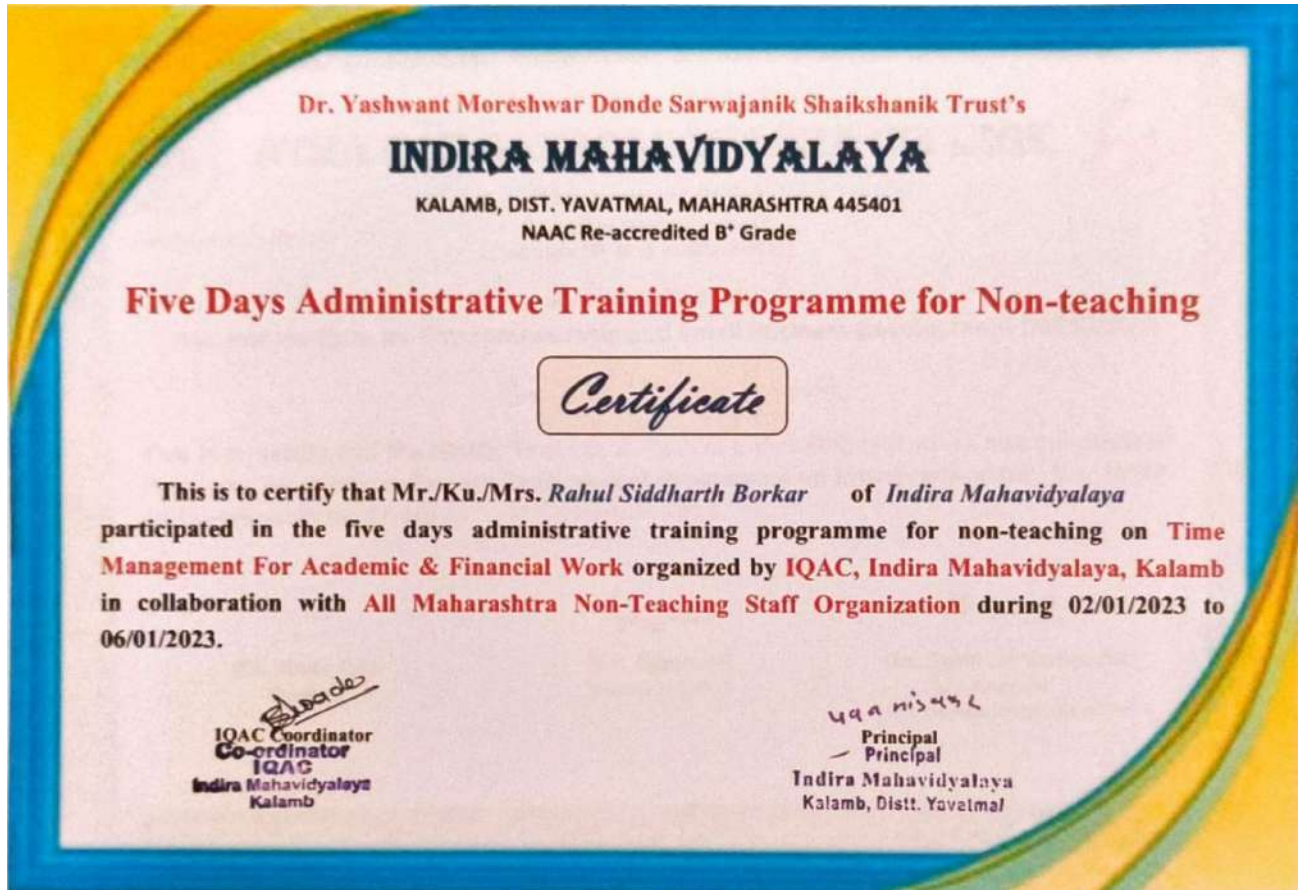 Dr. Yashwant Moreshwar Donde Sarwajanik Shaikshanik Trust's
INDIRA MAHAVIDYALAYA
KALAMB, DIST. YAVATMAL, MAHARASHTRA 445401
NAAC Re-accredited B+ Grade
Five Days Administrative Training Programme for Non-teaching
Certificate
This is to certify that Mr./Ku./Mrs. Rahul Siddharth Borkar of Indira Mahavidyalaya
participated in the five days administrative training programme for non-teaching on Time
Management For Academic & Financial Work organized by IQAC, Indira Mahavidyalaya, Kalamb
in collaboration with All Maharashtra Non-Teaching Staff Organization during 02/01/2023 to
06/01/2023.
IQAC Coordinator
Co-ordinator
IQAC
Indira Mahavidyalaya
Kalamb
Principal
Principal
Indira Mahavidyalaya
Kalamb, Distt. Yavatmal